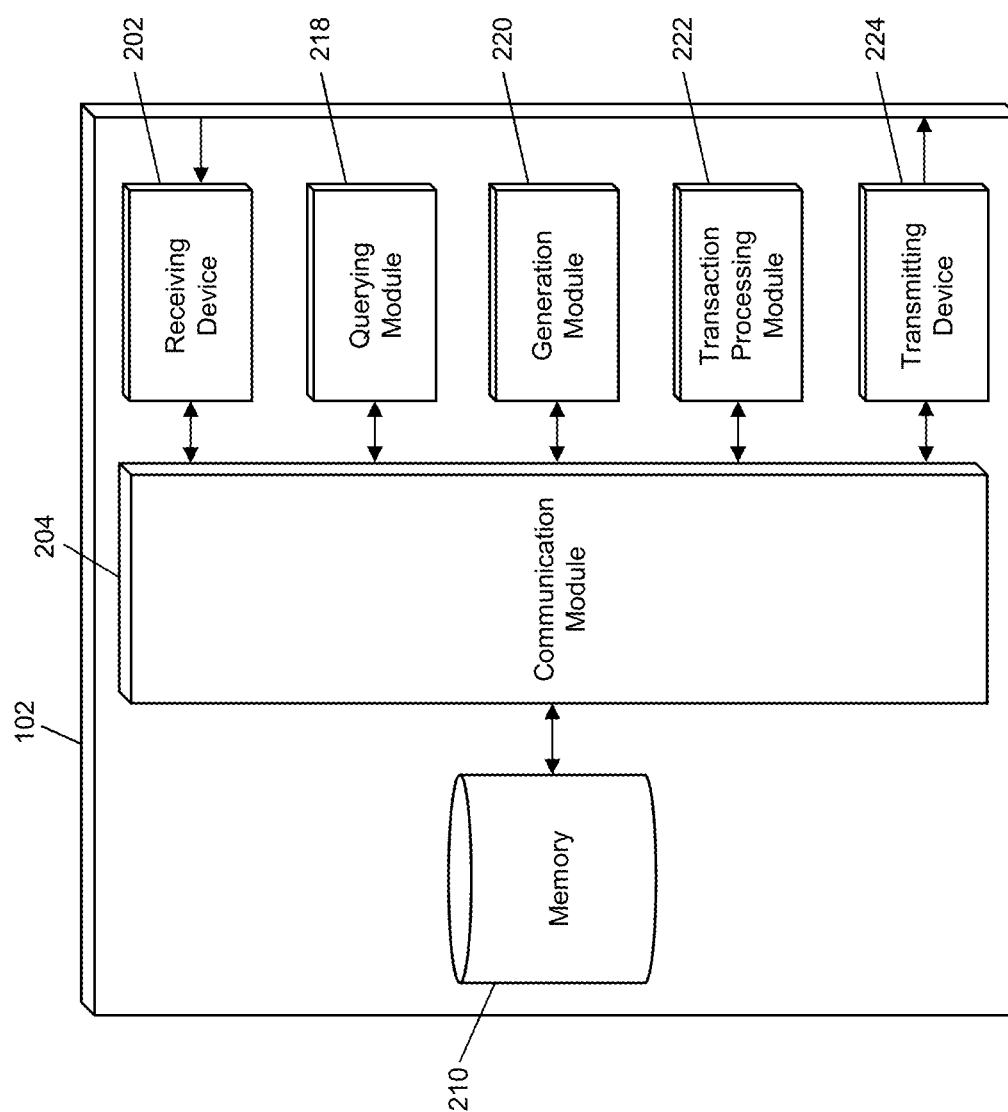 102
204
202
Receiving
Device
218
Querying
Module
220
Generation
Module
222
Transaction
Processing
Module
224
Transmitting
Device
Communication
Module
Memory
210